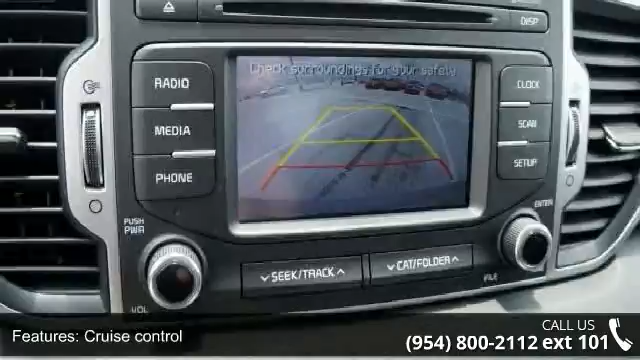 DISP
Check surroundings for your safety
RADIO
CLOCK
MEDIA
SCAN
PHONE
SETUP
PUSH
PWR
ENTER
SEEK/TRACK
CAT/FOLDER
VOL
FILE
Features: Cruise control
CALL US
(954) 800-2112 ext 101